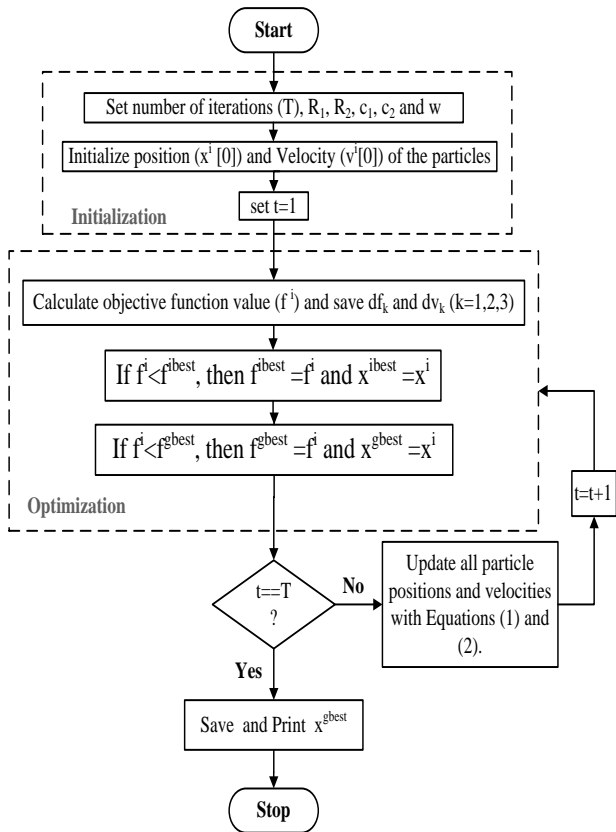 Start
Set number of iterations (T), R₁, R₂, c₁, c₂ and w
Initialize position (xⁱ [0]) and Velocity (vⁱ[0]) of the particles
set t=1
Initialization
Calculate objective function value (f ⁱ) and save dfₖ and dvₖ (k=1,2,3)
If fⁱ<fⁱᵇᵉˢᵗ, then fⁱᵇᵉˢᵗ =fⁱ and xⁱᵇᵉˢᵗ =xⁱ
If fⁱ<fᵍᵇᵉˢᵗ, then fᵍᵇᵉˢᵗ =fⁱ and xᵍᵇᵉˢᵗ =xⁱ
Optimization
t=t+1
t==T
?
No
Update all particle
positions and velocities
with Equations (1) and
(2).
Yes
Save and Print xᵍᵇᵉˢᵗ
Stop